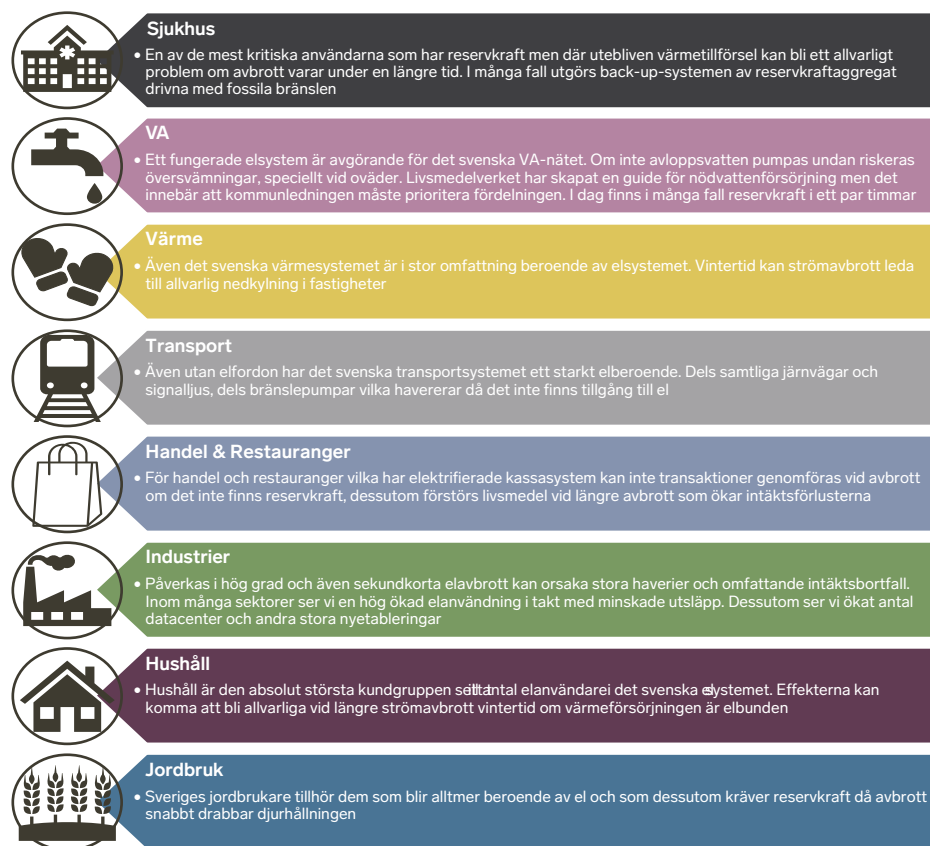 Sjukhus
• En av de mest kritiska användarna som har reservkraft men där utebliven värmetillförsel kan bli ett allvarligt
problem om avbrott varar under en längre tid. I många fall utgörs back-up-systemen av reservkraftaggregat
drivna med fossila bränslen
VA
• Ett fungerade elsystem är avgörande för det svenska VA-nätet. Om inte avloppsvatten pumpas undan riskeras
översvämningar, speciellt vid oväder. Livsmedelverket har skapat en guide för nödvattenförsörjning men det
innebär att kommunledningen måste prioritera fördelningen. I dag finns i många fall reservkraft i ett par timmar
Värme
• Även det svenska värmesystemet är i stor omfattning beroende av elsystemet. Vintertid kan strömavbrott leda
till allvarlig nedkylning i fastigheter
Transport
• Även utan elfordon har det svenska transportsystemet ett starkt elberoende. Dels samtliga järnvägar och
signalljus, dels bränslepumpar vilka havererar då det inte finns tillgång till el
Handel & Restauranger
• För handel och restauranger vilka har elektrifierade kassasystem kan inte transaktioner genomföras vid avbrott
om det inte finns reservkraft, dessutom förstörs livsmedel vid längre avbrott som ökar intäktsförlusterna
Industrier
• Påverkas i hög grad och även sekundkorta elavbrott kan orsaka stora haverier och omfattande intäktsbortfall.
Inom många sektorer ser vi en hög ökad elanvändning i takt med minskade utsläpp. Dessutom ser vi ökat antal
datacenter och andra stora nyetableringar
Hushåll
• Hushåll är den absolut största kundgruppen sett till antal elanvändare i det svenska elsystemet. Effekterna kan
komma att bli allvarliga vid längre strömavbrott vintertid om värmeförsörjningen är elbunden
Jordbruk
• Sveriges jordbrukare tillhör dem som blir alltmer beroende av el och som dessutom kräver reservkraft då avbrott
snabbt drabbar djurhållningen